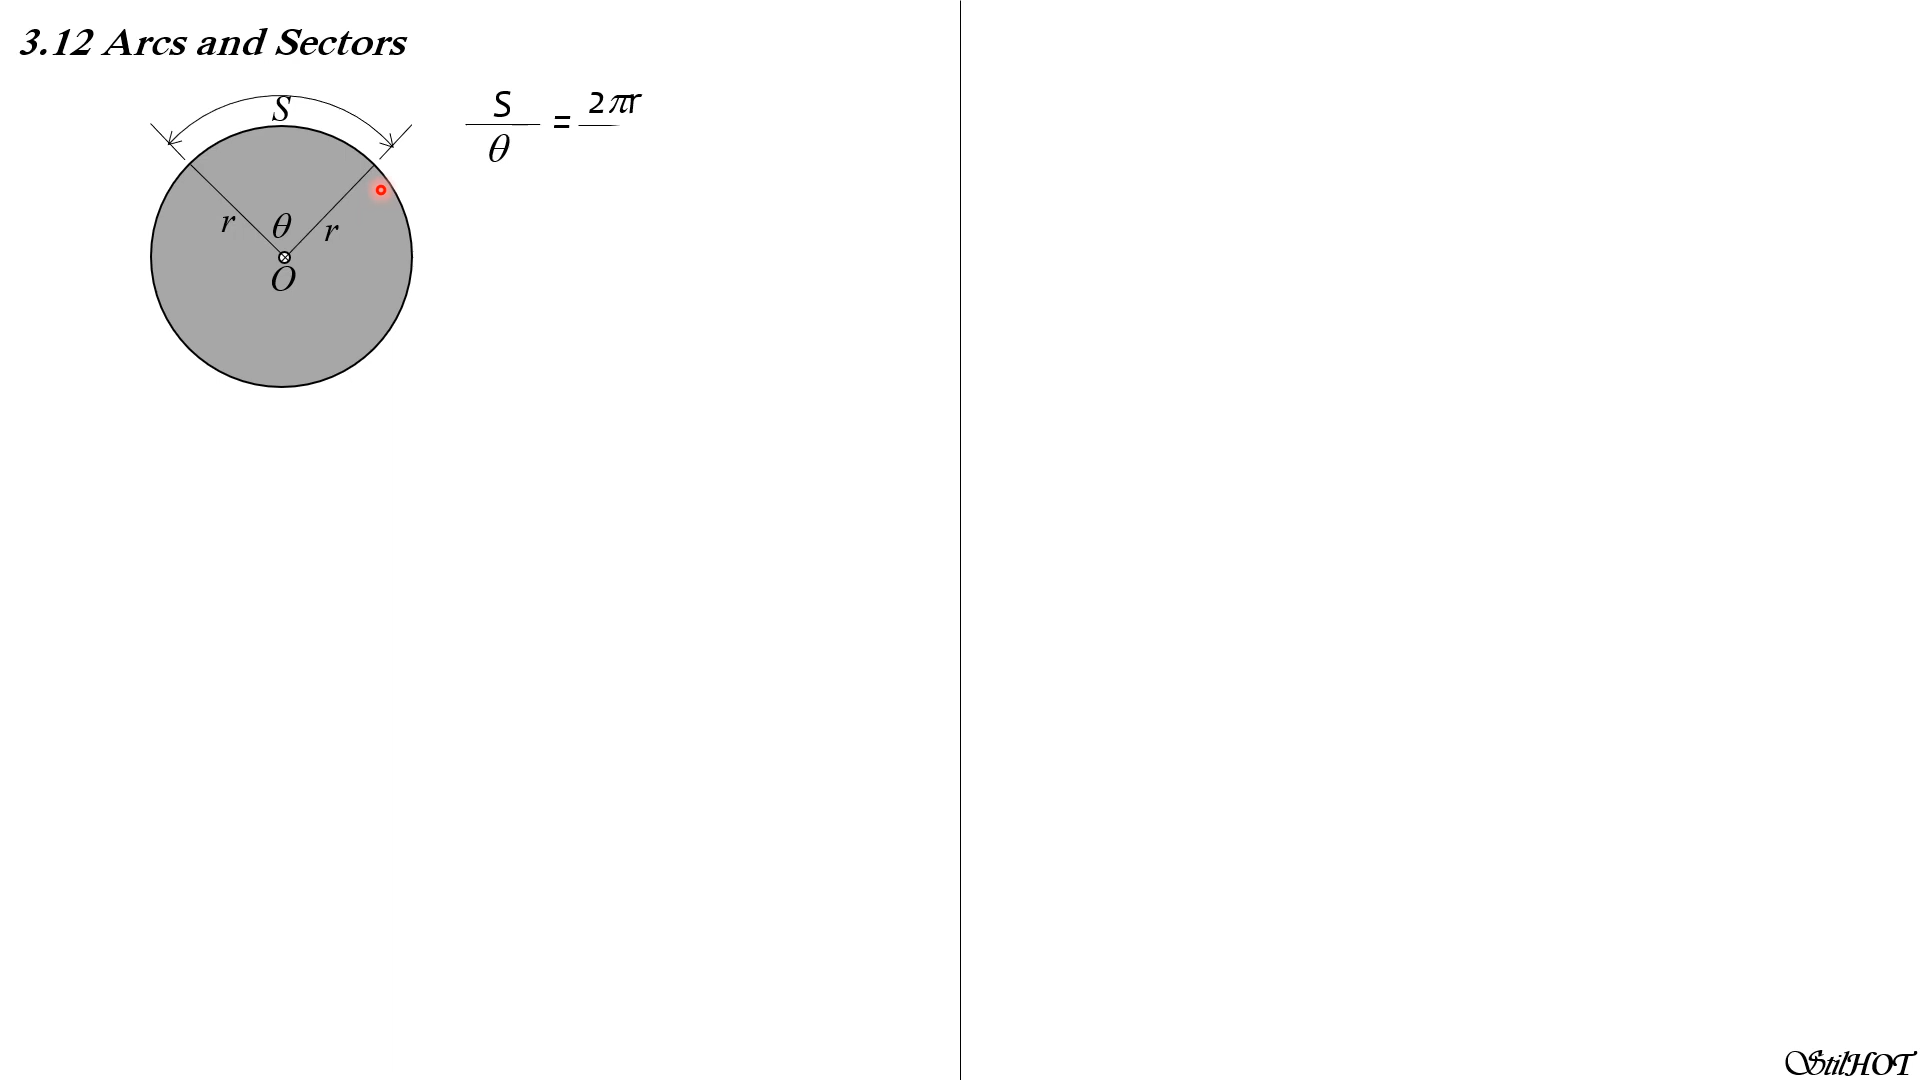 3.12 Arcs and Sectors
S
S
θ
=
2πr
r
θ
r
O
StilHOT